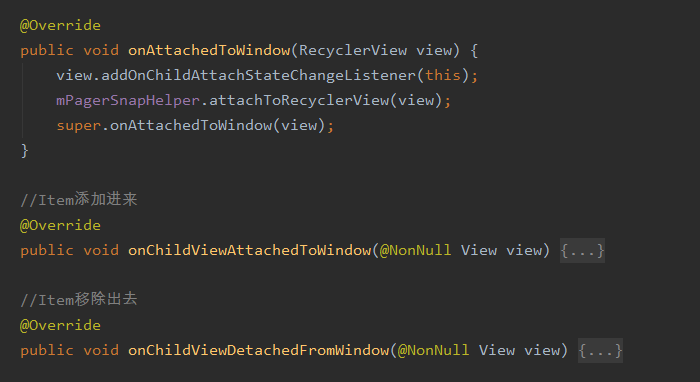 @Override
public void onAttachedToWindow(RecyclerView view) {
view.addOnChildAttachStateChangeListener(this);
mPagerSnapHelper.attachToRecyclerView(view);
super.onAttachedToWindow(view);
}
//Item添加进来
@Override
public void onChildViewAttachedToWindow(@NonNull View view) {...}
//Item移除出去
@Override
public void onChildViewDetachedFromWindow(@NonNull View view) {...}